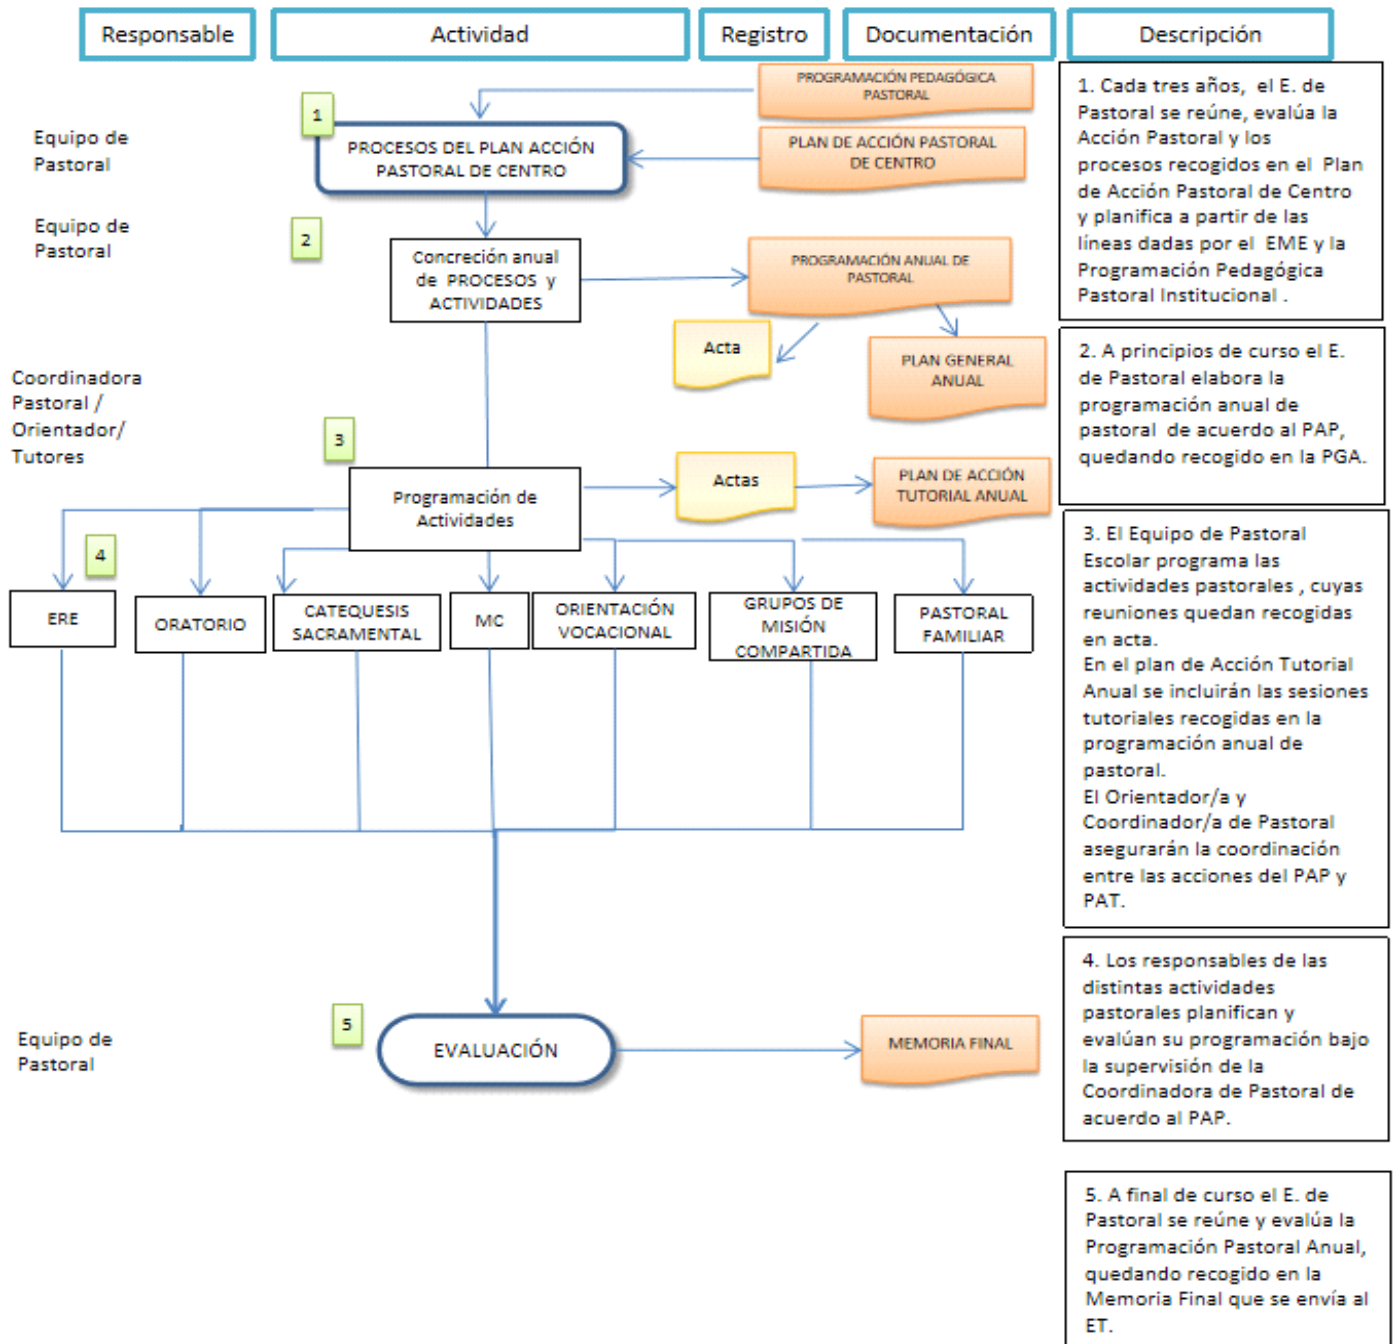 Responsable
Actividad
Registro
Documentación
Descripción
PROGRAMACIÓN PEDAGÓGICA
PASTORAL
1
Equipo de
Pastoral
PROCESOS DEL PLAN ACCIÓN
PASTORAL DE CENTRO
PLAN DE ACCIÓN PASTORAL
DE CENTRO
1. Cada tres años, el E. de
Pastoral se reúne, evalúa la
Acción Pastoral y los
procesos recogidos en el Plan
de Acción Pastoral de Centro
y planifica a partir de las
líneas dadas por el EME y la
Programación Pedagógica
Pastoral Institucional .
Equipo de
Pastoral
2
Concreción anual
de PROCESOS y
ACTIVIDADES
PROGRAMACIÓN ANUAL DE
PASTORAL
Acta
PLAN GENERAL
ANUAL
2. A principios de curso el E.
de Pastoral elabora la
programación anual de
pastoral de acuerdo al PAP,
quedando recogido en la PGA.
Coordinadora
Pastoral /
Orientador/
Tutores
3
Programación de
Actividades
Actas
PLAN DE ACCIÓN
TUTORIAL ANUAL
3. El Equipo de Pastoral
Escolar programa las
actividades pastorales , cuyas
reuniones quedan recogidas
en acta.
En el plan de Acción Tutorial
Anual se incluirán las sesiones
tutoriales recogidas en la
programación anual de
pastoral.
El Orientador/a y
Coordinador/a de Pastoral
asegurarán la coordinación
entre las acciones del PAP y
PAT.
4
ERE
ORATORIO
CATEQUESIS
SACRAMENTAL
MC
ORIENTACIÓN
VOCACIONAL
GRUPOS DE
MISIÓN
COMPARTIDA
PASTORAL
FAMILIAR
4. Los responsables de las
distintas actividades
pastorales planifican y
evalúan su programación bajo
la supervisión de la
Coordinadora de Pastoral de
acuerdo al PAP.
Equipo de
Pastoral
5
EVALUACIÓN
MEMORIA FINAL
5. A final de curso el E. de
Pastoral se reúne y evalúa la
Programación Pastoral Anual,
quedando recogido en la
Memoria Final que se envía al
ET.